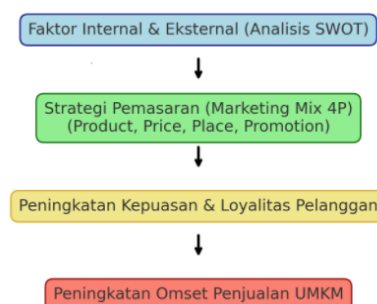 Faktor Internal & Eksternal (Analisis SWOT)
Strategi Pemasaran (Marketing Mix 4P)
(Product, Price, Place, Promotion)
Peningkatan Kepuasan & Loyalitas Pelanggan
Peningkatan Omset Penjualan UMKM